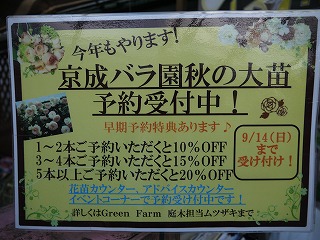 今年もやります!
京成バラ園秋の大苗
予約受付中!
早期予約特典あります♪
1~2本ご予約いただくと10%OFF
3~4本ご予約いただくと15%OFF
5本以上ご予約いただくと20%OFF
9/14(日)
まで
受け付け!
花苗カウンター、アドバイスカウンター
イベントコーナーで予約受付中です!
詳しくはGreen Farm 庭木担当ムツザキまで